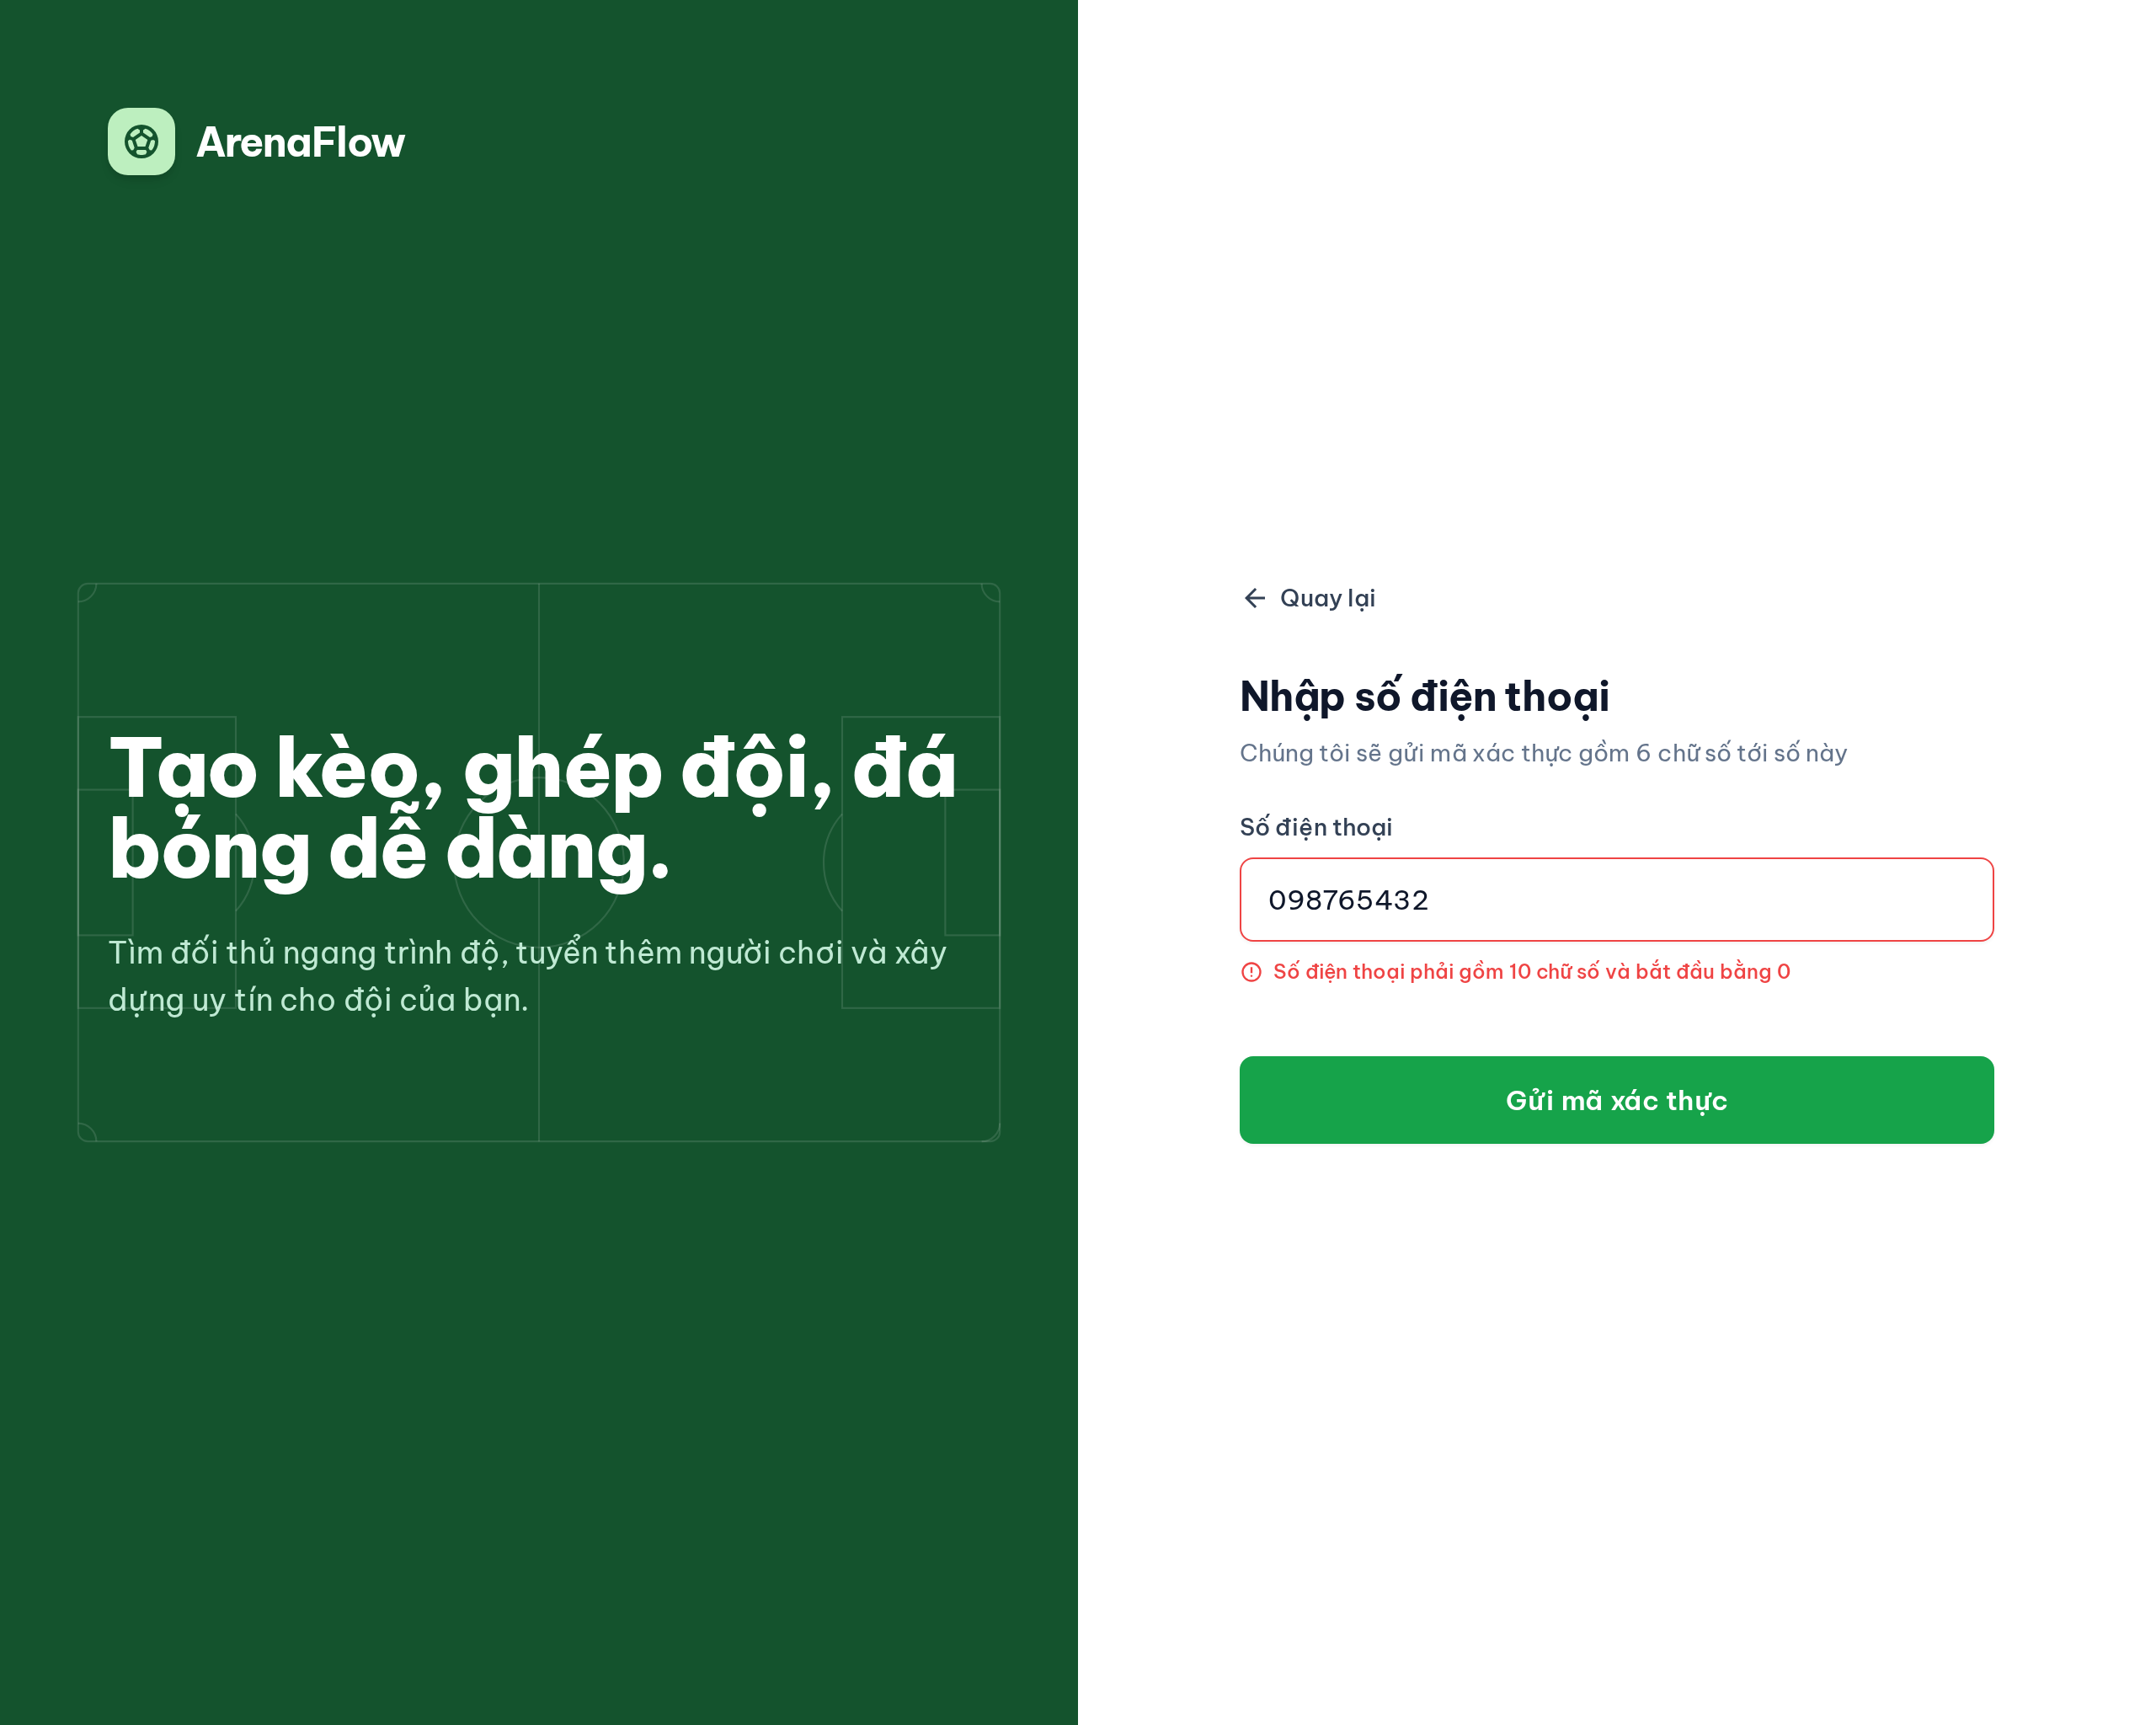 ArenaFlow
Tạo kèo, ghép đội, đá
bóng dễ dàng.
Tìm đối thủ ngang trình độ, tuyển thêm người chơi và xây
dựng uy tín cho đội của bạn.
Quay lại
Nhập số điện thoại
Chúng tôi sẽ gửi mã xác thực gồm 6 chữ số tới số này
Số điện thoại
098765432
Số điện thoại phải gồm 10 chữ số và bắt đầu bằng 0
Gửi mã xác thực